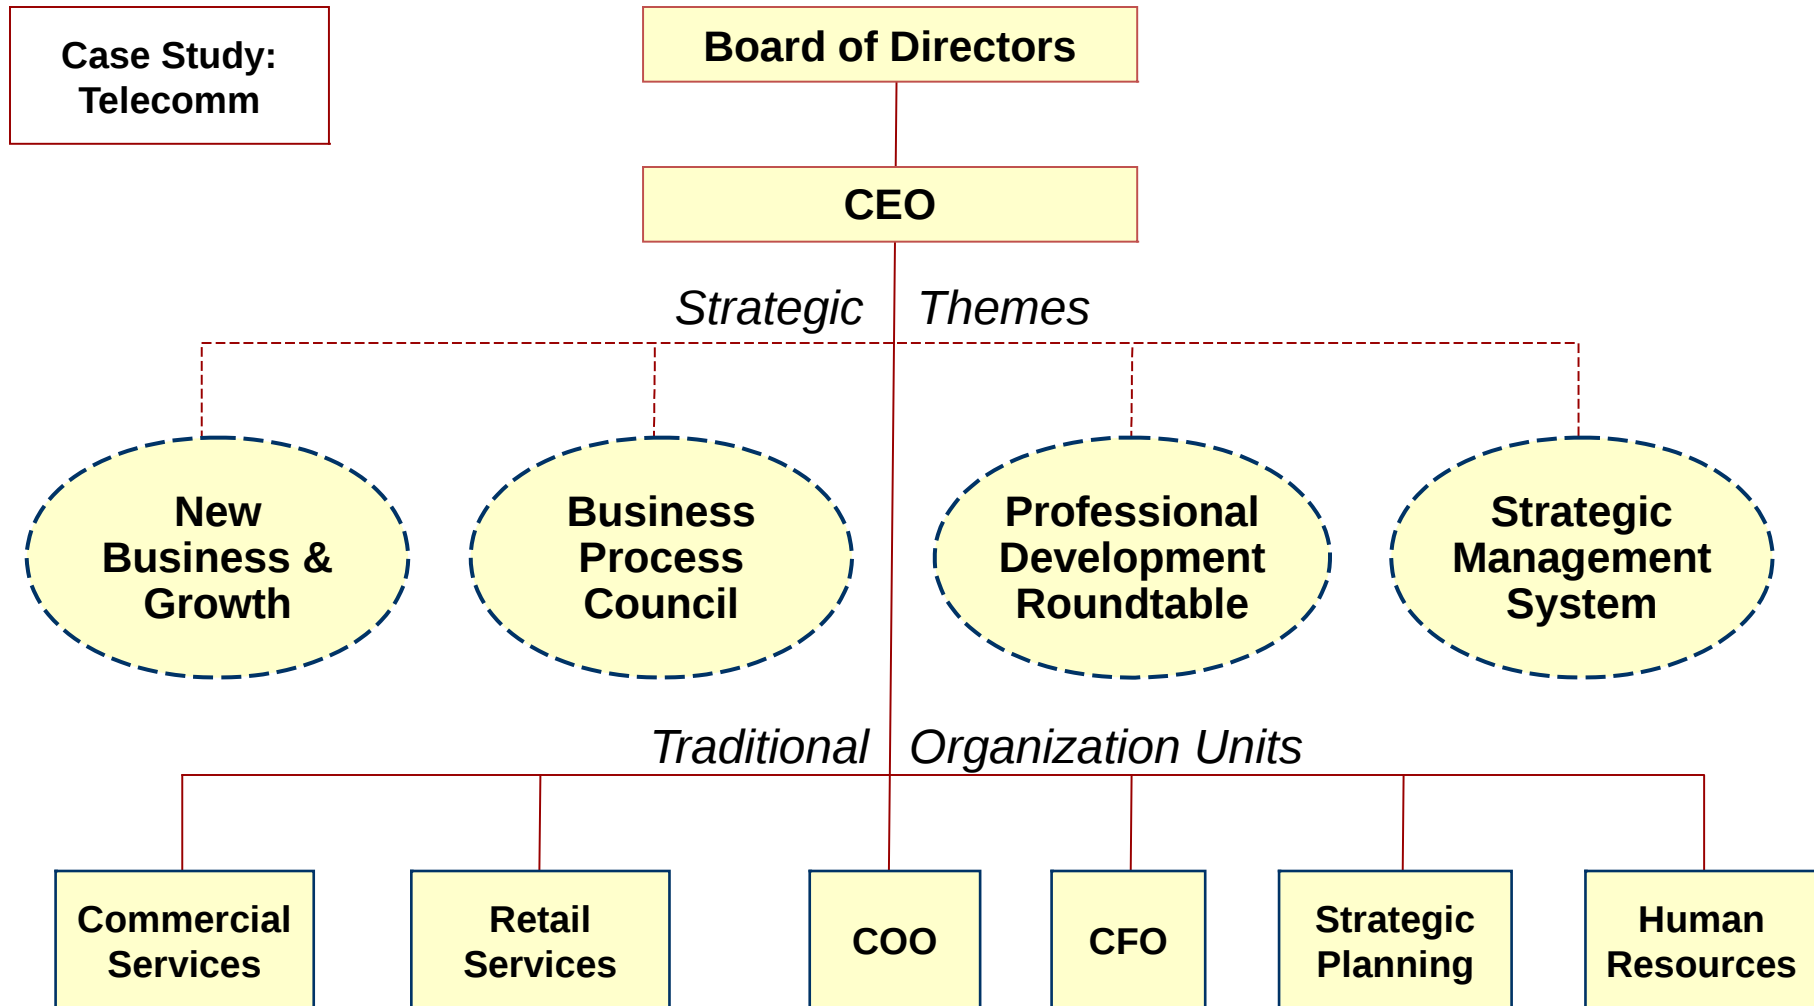 Case Study:
Telecomm
Board of Directors
CEO
Strategic Themes
New
Business &
Growth
Business
Process
Council
Professional
Development
Roundtable
Strategic
Management
System
Traditional Organization Units
Commercial
Services
Retail
Services
COO
CFO
Strategic
Planning
Human
Resources